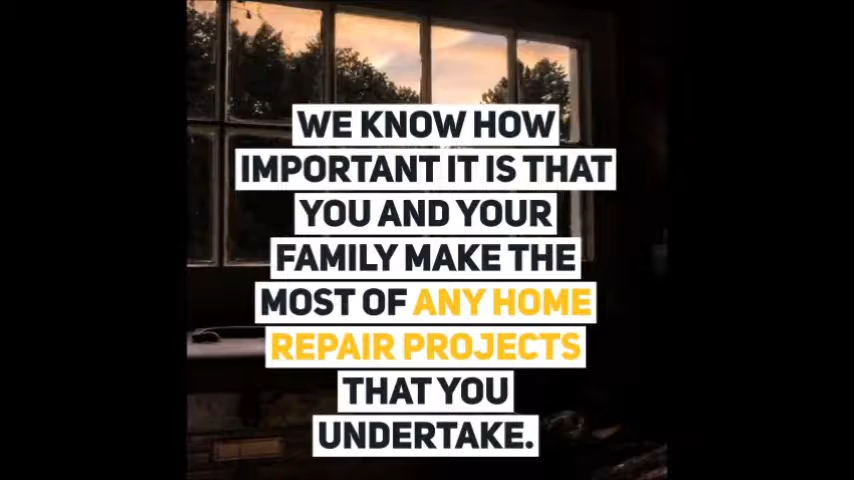 WE KNOW HOW
IMPORTANT IT IS THAT
YOU AND YOUR
FAMILY MAKE THE
MOST OF ANY HOME
REPAIR PROJECTS
THAT YOU
UNDERTAKE.